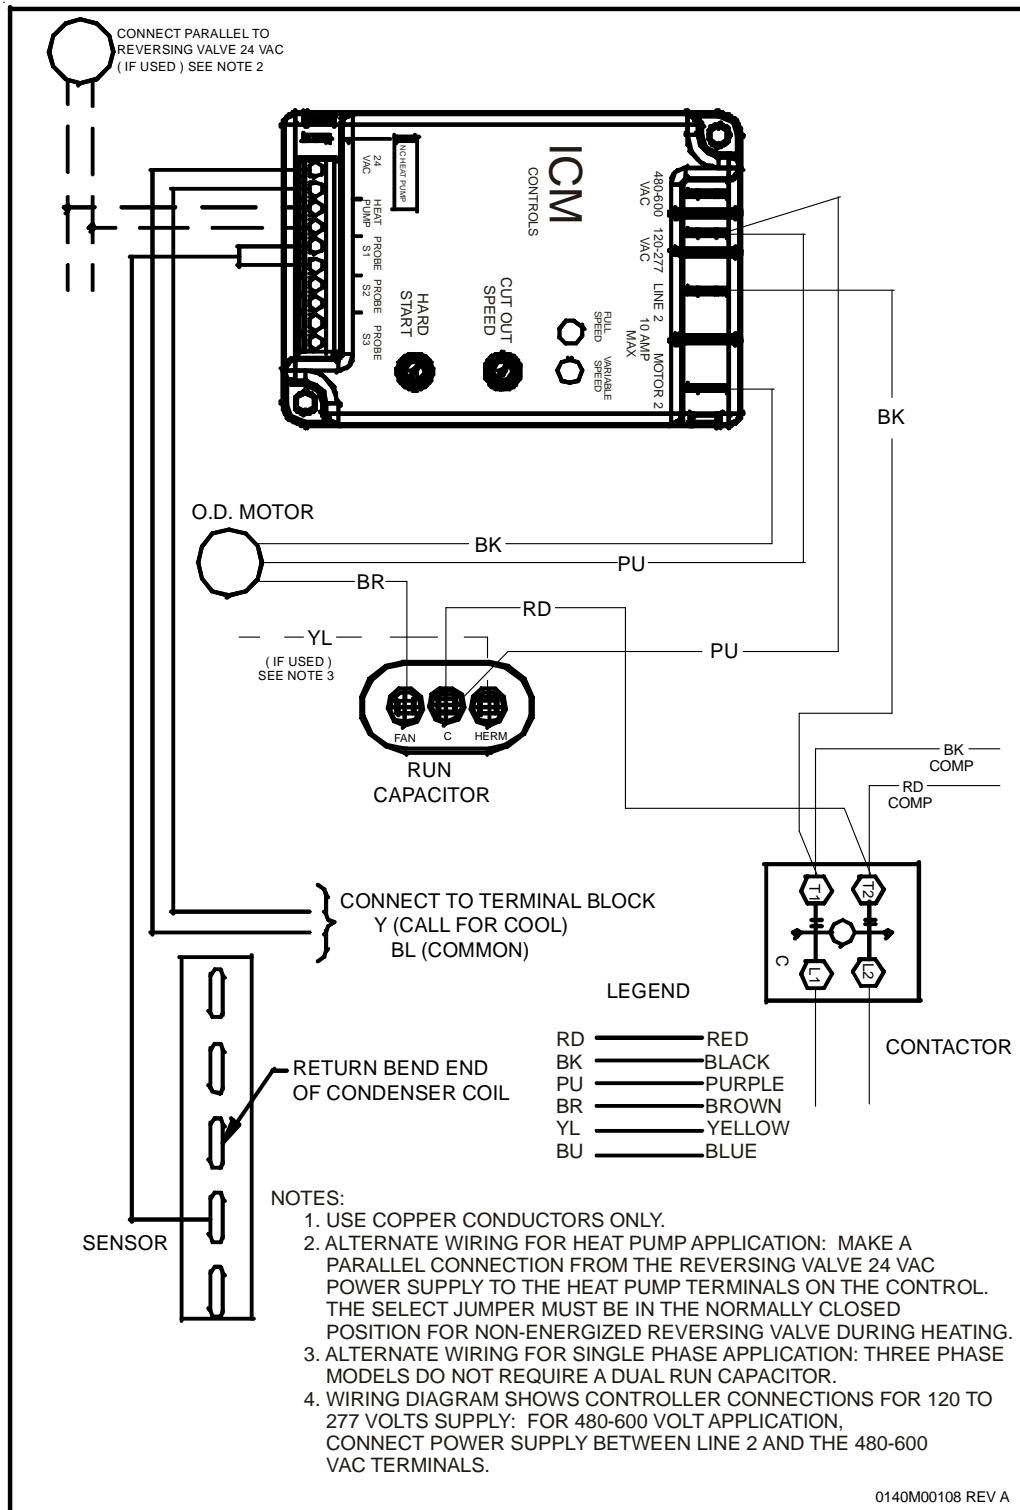 CONNECT PARALLEL TO
REVERSING VALVE 24 VAC
( IF USED ) SEE NOTE 2
NC HEAT PUMP
24
VAC
HEAT
PUMP
PROBE
S1
PROBE
S2
PROBE
S3
ICM
CONTROLS
HARD
START
CUT OUT
SPEED
FULL
SPEED
VARIABLE
SPEED
480-600
VAC
120-277
VAC
LINE 2
10 AMP
MAX
MOTOR 2
BK
O.D. MOTOR
BK
PU
BR
RD
YL
PU
( IF USED )
SEE NOTE 3
FAN
C
HERM
RUN
CAPACITOR
BK
COMP
RD
COMP
T1
T2
C
L1
L2
CONTACTOR
CONNECT TO TERMINAL BLOCK
Y (CALL FOR COOL)
BL (COMMON)
RETURN BEND END
OF CONDENSER COIL
SENSOR
LEGEND
RD RED
BK BLACK
PU PURPLE
BR BROWN
YL YELLOW
BU BLUE
NOTES:
1. USE COPPER CONDUCTORS ONLY.
2. ALTERNATE WIRING FOR HEAT PUMP APPLICATION: MAKE A
PARALLEL CONNECTION FROM THE REVERSING VALVE 24 VAC
POWER SUPPLY TO THE HEAT PUMP TERMINALS ON THE CONTROL.
THE SELECT JUMPER MUST BE IN THE NORMALLY CLOSED
POSITION FOR NON-ENERGIZED REVERSING VALVE DURING HEATING.
3. ALTERNATE WIRING FOR SINGLE PHASE APPLICATION: THREE PHASE
MODELS DO NOT REQUIRE A DUAL RUN CAPACITOR.
4. WIRING DIAGRAM SHOWS CONTROLLER CONNECTIONS FOR 120 TO
277 VOLTS SUPPLY: FOR 480-600 VOLT APPLICATION,
CONNECT POWER SUPPLY BETWEEN LINE 2 AND THE 480-600
VAC TERMINALS.
0140M00108 REV A